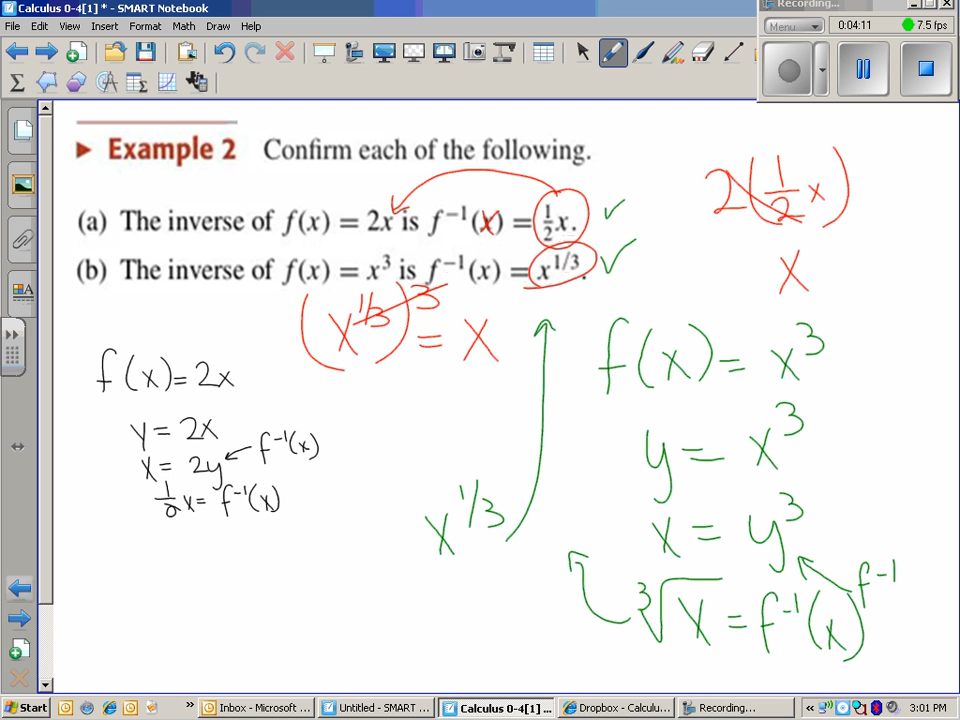 Calculus 0-4[1] * - SMART Notebook
Recording...
File Edit View Insert Format Math Draw Help
Menu
00:04:11
7.5 fps
Example 2 Confirm each of the following.
(a) The inverse of f(x) = 2x is f⁻¹(x) = ½x. ✓
(b) The inverse of f(x) = x³ is f⁻¹(x) = x^1/3. ✓
2(½x)
x
(x^1/3)³ = x
f(x) = 2x
y = 2x
x = 2y ← f⁻¹(x)
½x = f⁻¹(x)
x^1/3
f(x) = x³
y = x³
x = y³
f⁻¹
³√x = f⁻¹(x)
Start
Inbox - Microsoft ...
Untitled - SMART ...
Calculus 0-4[1] ...
Dropbox - Calculu...
Recording...
3:01 PM